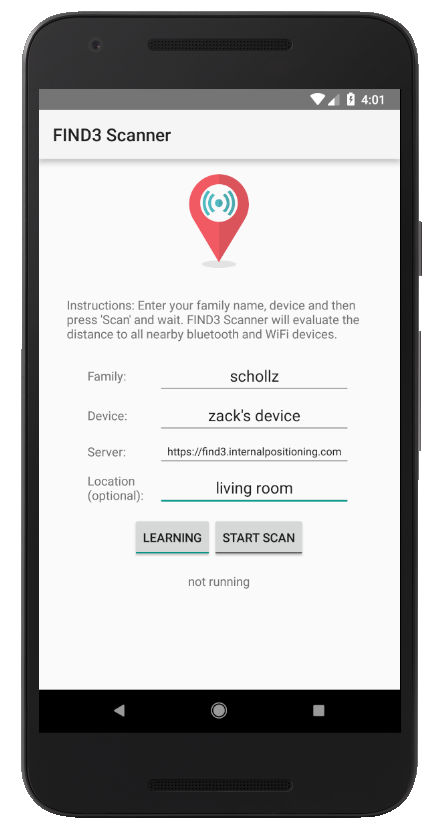 4:01
FIND3 Scanner
Instructions: Enter your family name, device and then
press 'Scan' and wait. FIND3 Scanner will evaluate the
distance to all nearby bluetooth and WiFi devices.
Family: schollz
Device: zack's device
Server: https://find3.internalpositioning.com
Location
(optional): living room
LEARNING START SCAN
not running